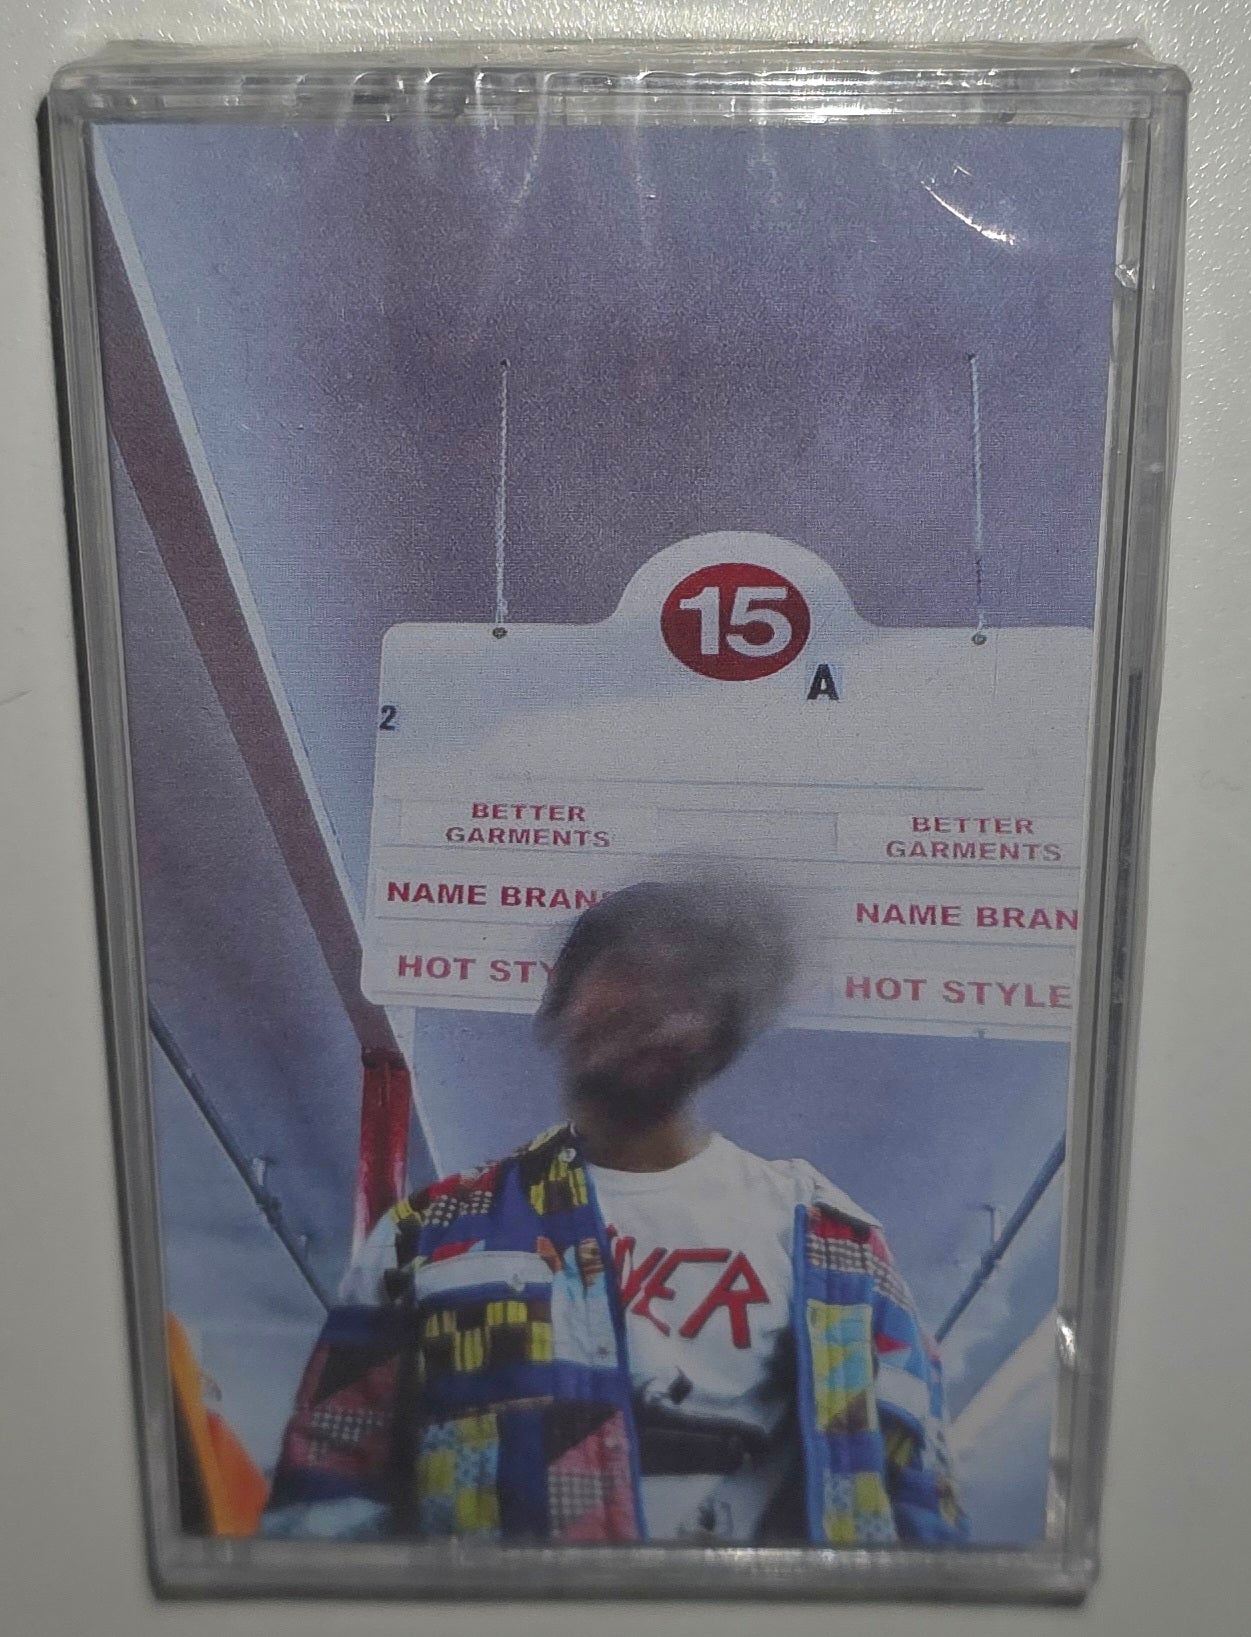 15
A
2
BETTER
GARMENTS
BETTER
GARMENTS
NAME BRAN
NAME BRAN
HOT STY
HOT STYLE
VER